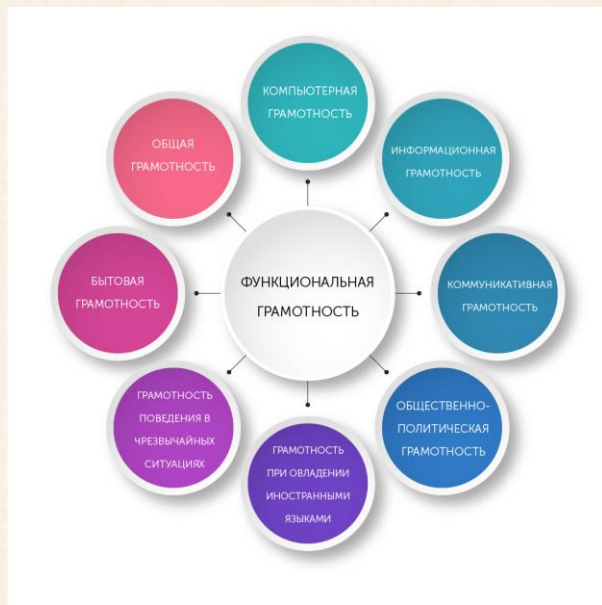 КОМПЬЮТЕРНАЯ
ГРАМОТНОСТЬ
ИНФОРМАЦИОННАЯ
ГРАМОТНОСТЬ
КОММУНИКАТИВНАЯ
ГРАМОТНОСТЬ
ОБЩЕСТВЕННО-
ПОЛИТИЧЕСКАЯ
ГРАМОТНОСТЬ
ГРАМОТНОСТЬ
ПРИ ОВЛАДЕНИИ
ИНОСТРАННЫМИ
ЯЗЫКАМИ
ГРАМОТНОСТЬ
ПОВЕДЕНИЯ В
ЧРЕЗВЫЧАЙНЫХ
СИТУАЦИЯХ
БЫТОВАЯ
ГРАМОТНОСТЬ
ОБЩАЯ
ГРАМОТНОСТЬ
ФУНКЦИОНАЛЬНАЯ
ГРАМОТНОСТЬ